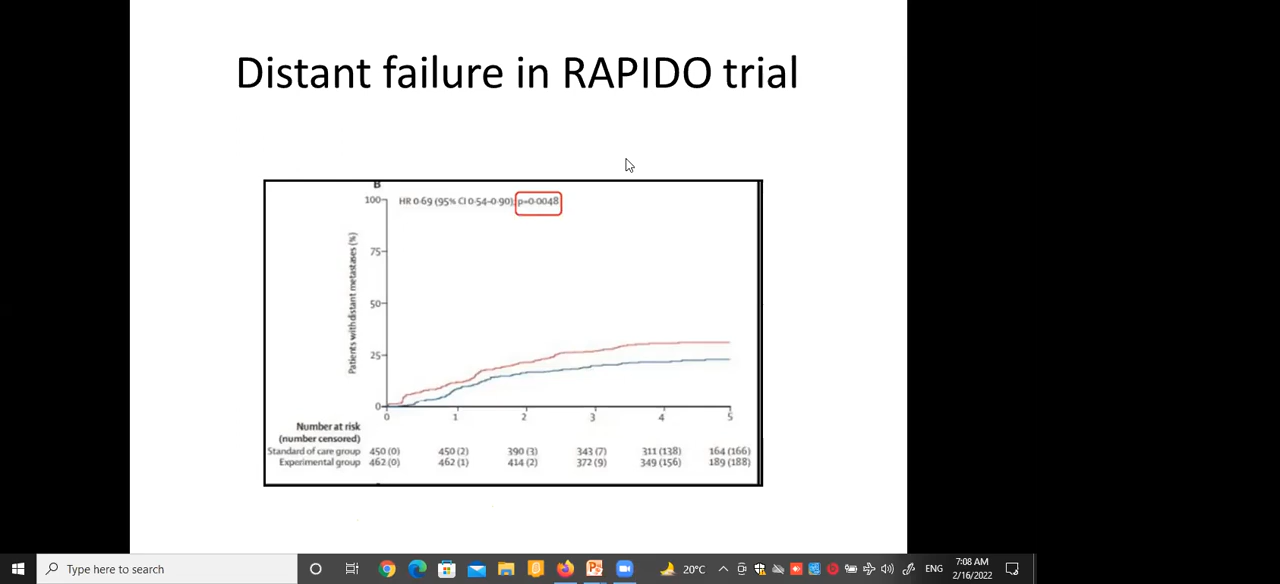 Distant failure in RAPIDO trial
B
HR 0·69 (95% CI 0·54–0·90); p=0·0048
100
75
50
25
0
Patients with distant metastases (%)
0 1 2 3 4 5
Number at risk
(number censored)
Standard of care group 450 (0) 450 (2) 390 (3) 343 (7) 311 (138) 164 (166)
Experimental group 462 (0) 462 (1) 414 (2) 372 (9) 349 (156) 189 (188)
Type here to search
20°C
ENG
7:08 AM
2/16/2022